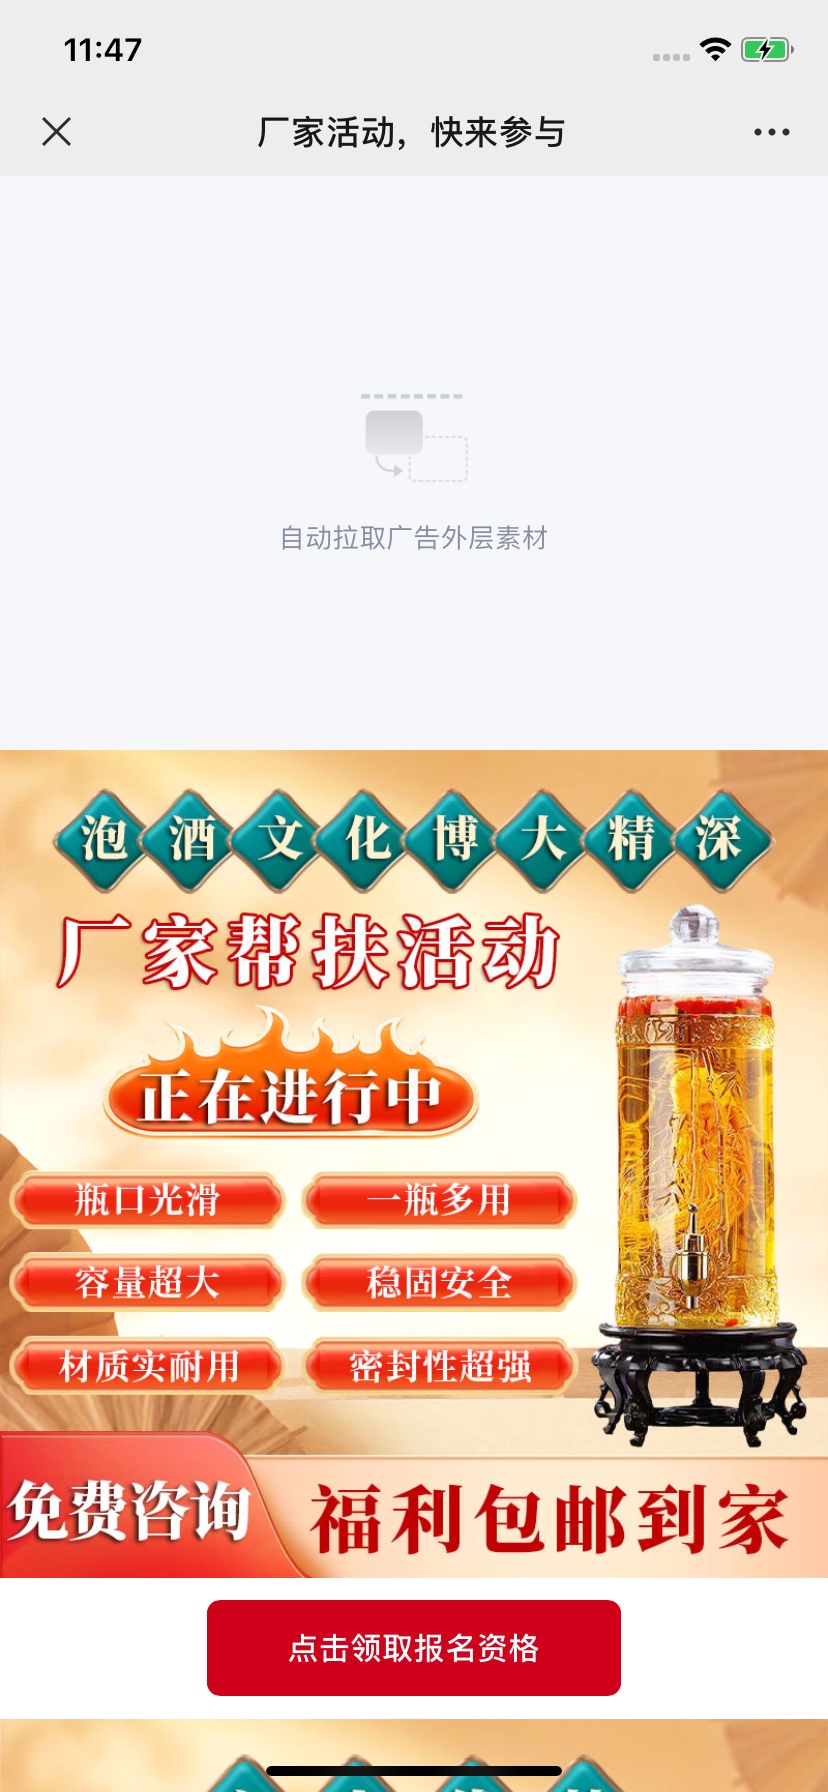 11:47
厂家活动，快来参与
自动拉取广告外层素材
泡酒文化博大精深
厂家帮扶活动
正在进行中
瓶口光滑
一瓶多用
容量超大
稳固安全
材质实耐用
密封性超强
免费咨询
福利包邮到家
点击领取报名资格